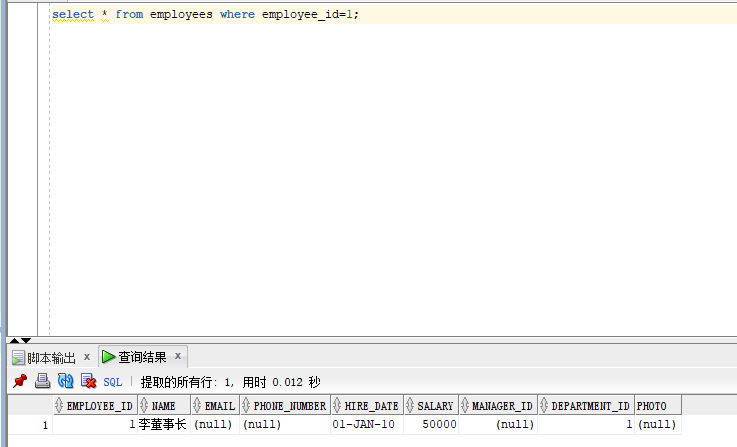 select * from employees where employee_id=1;
脚本输出 x 查询结果 x
SQL | 提取的所有行: 1, 用时 0.012 秒
EMPLOYEE_ID NAME EMAIL PHONE_NUMBER HIRE_DATE SALARY MANAGER_ID DEPARTMENT_ID PHOTO
1 1 李董事长 (null) (null) 01-JAN-10 50000 (null) 1 (null)